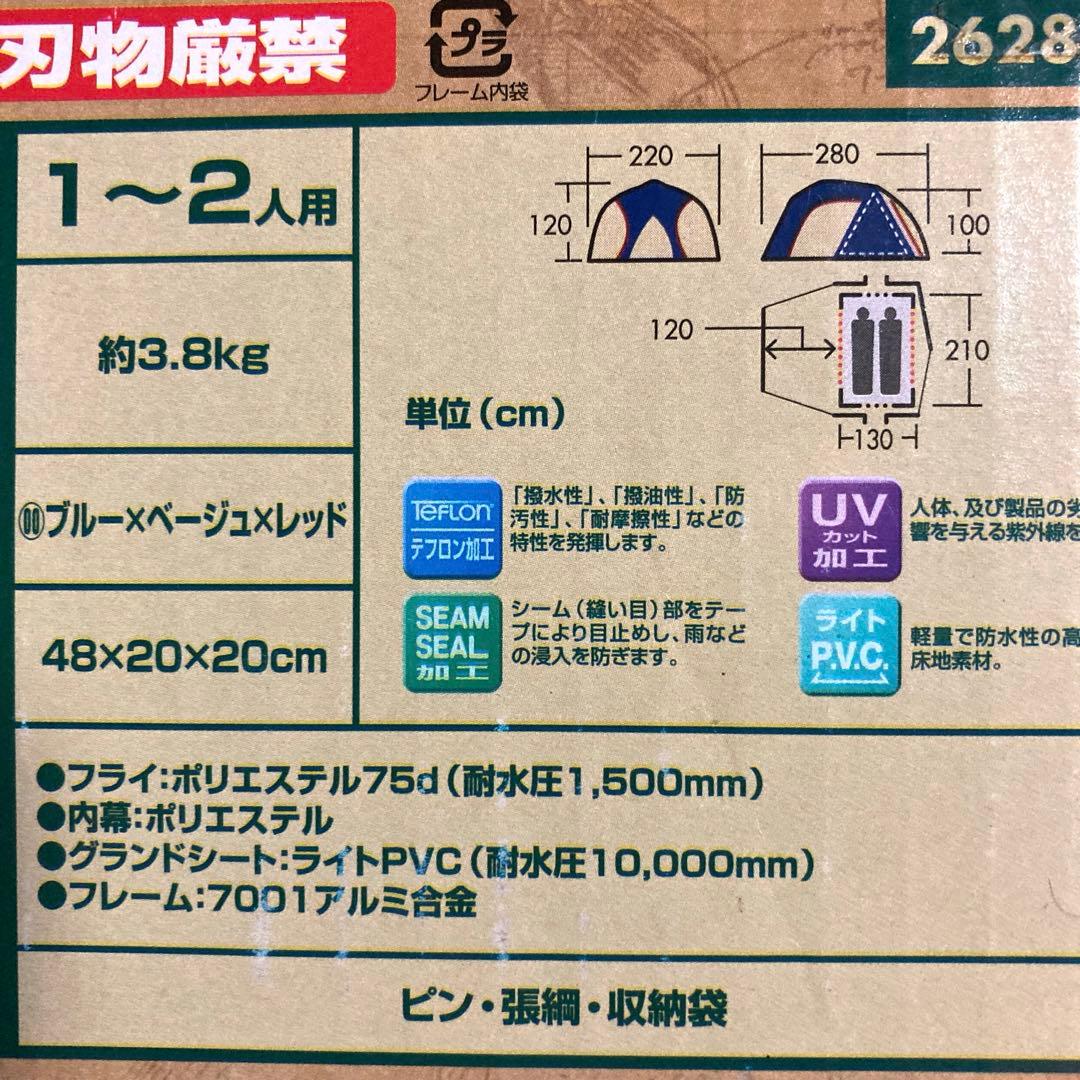 刃物厳禁
プラ
フレーム内袋
2628
1～2人用
約3.8kg
⓪⓪ブルー×ベージュ×レッド
48×20×20cm
220
280
120
100
120
210
130
単位（cm）
TEFLON
テフロン加工
「撥水性」、「撥油性」、「防
汚性」、「耐摩擦性」などの
特性を発揮します。
UV
カット
加工
人体、及び製品の劣
響を与える紫外線を
SEAM
SEAL
加工
シーム（縫い目）部をテー
プにより目止めし、雨など
の浸入を防ぎます。
ライト
P.V.C.
軽量で防水性の高
床地素材。
●フライ：ポリエステル75d（耐水圧1,500mm）
●内幕：ポリエステル
●グランドシート：ライトPVC（耐水圧10,000mm）
●フレーム：7001アルミ合金
ピン・張綱・収納袋